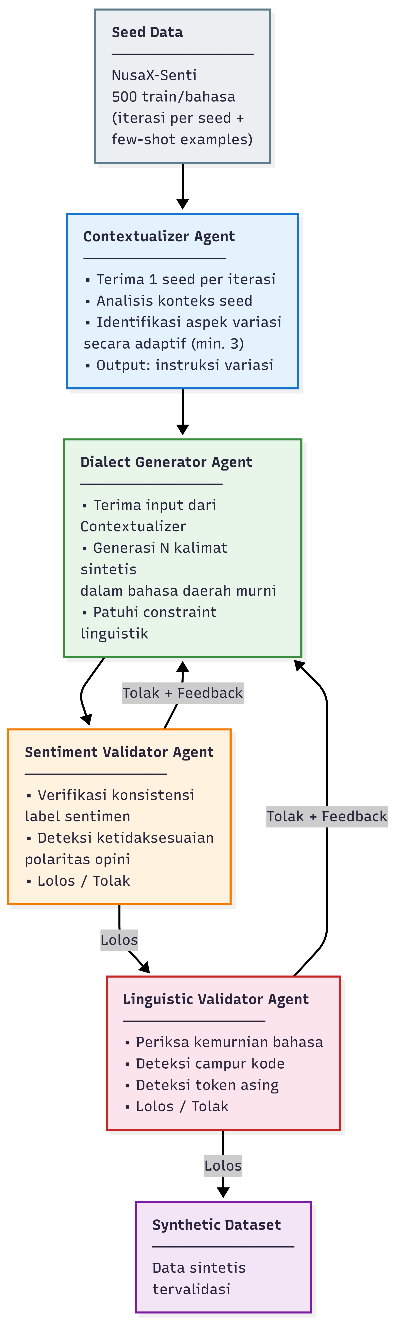 Seed Data
NusaX-Senti
500 train/bahasa
(iterasi per seed +
few-shot examples)
Contextualizer Agent
• Terima 1 seed per iterasi
• Analisis konteks seed
• Identifikasi aspek variasi
secara adaptif (min. 3)
• Output: instruksi variasi
Dialect Generator Agent
• Terima input dari
Contextualizer
• Generasi N kalimat
sintetis
dalam bahasa daerah murni
• Patuhi constraint
linguistik
Tolak + Feedback
Sentiment Validator Agent
• Verifikasi konsistensi
label sentimen
• Deteksi ketidaksesuaian
polaritas opini
• Lolos / Tolak
Tolak + Feedback
Lolos
Linguistic Validator Agent
• Periksa kemurnian bahasa
• Deteksi campur kode
• Deteksi token asing
• Lolos / Tolak
Lolos
Synthetic Dataset
Data sintetis
tervalidasi